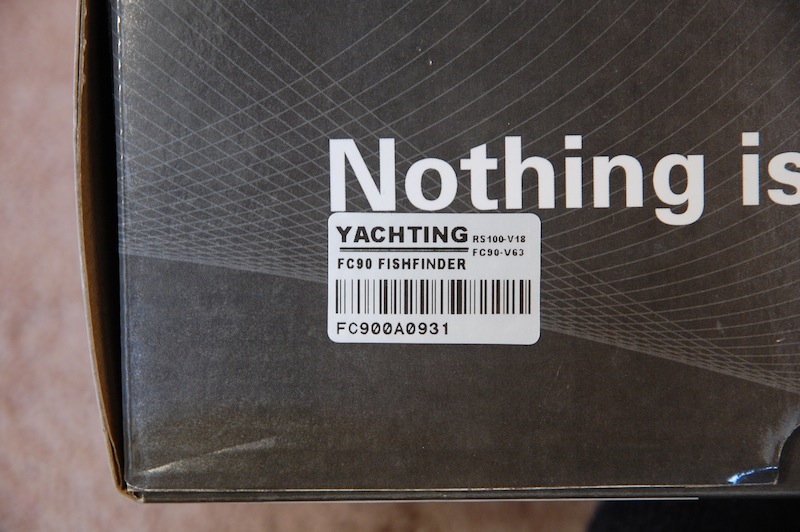 Nothing is
YACHTING RS100-V18
FC90-V63
FC90 FISHFINDER
FC900A0931